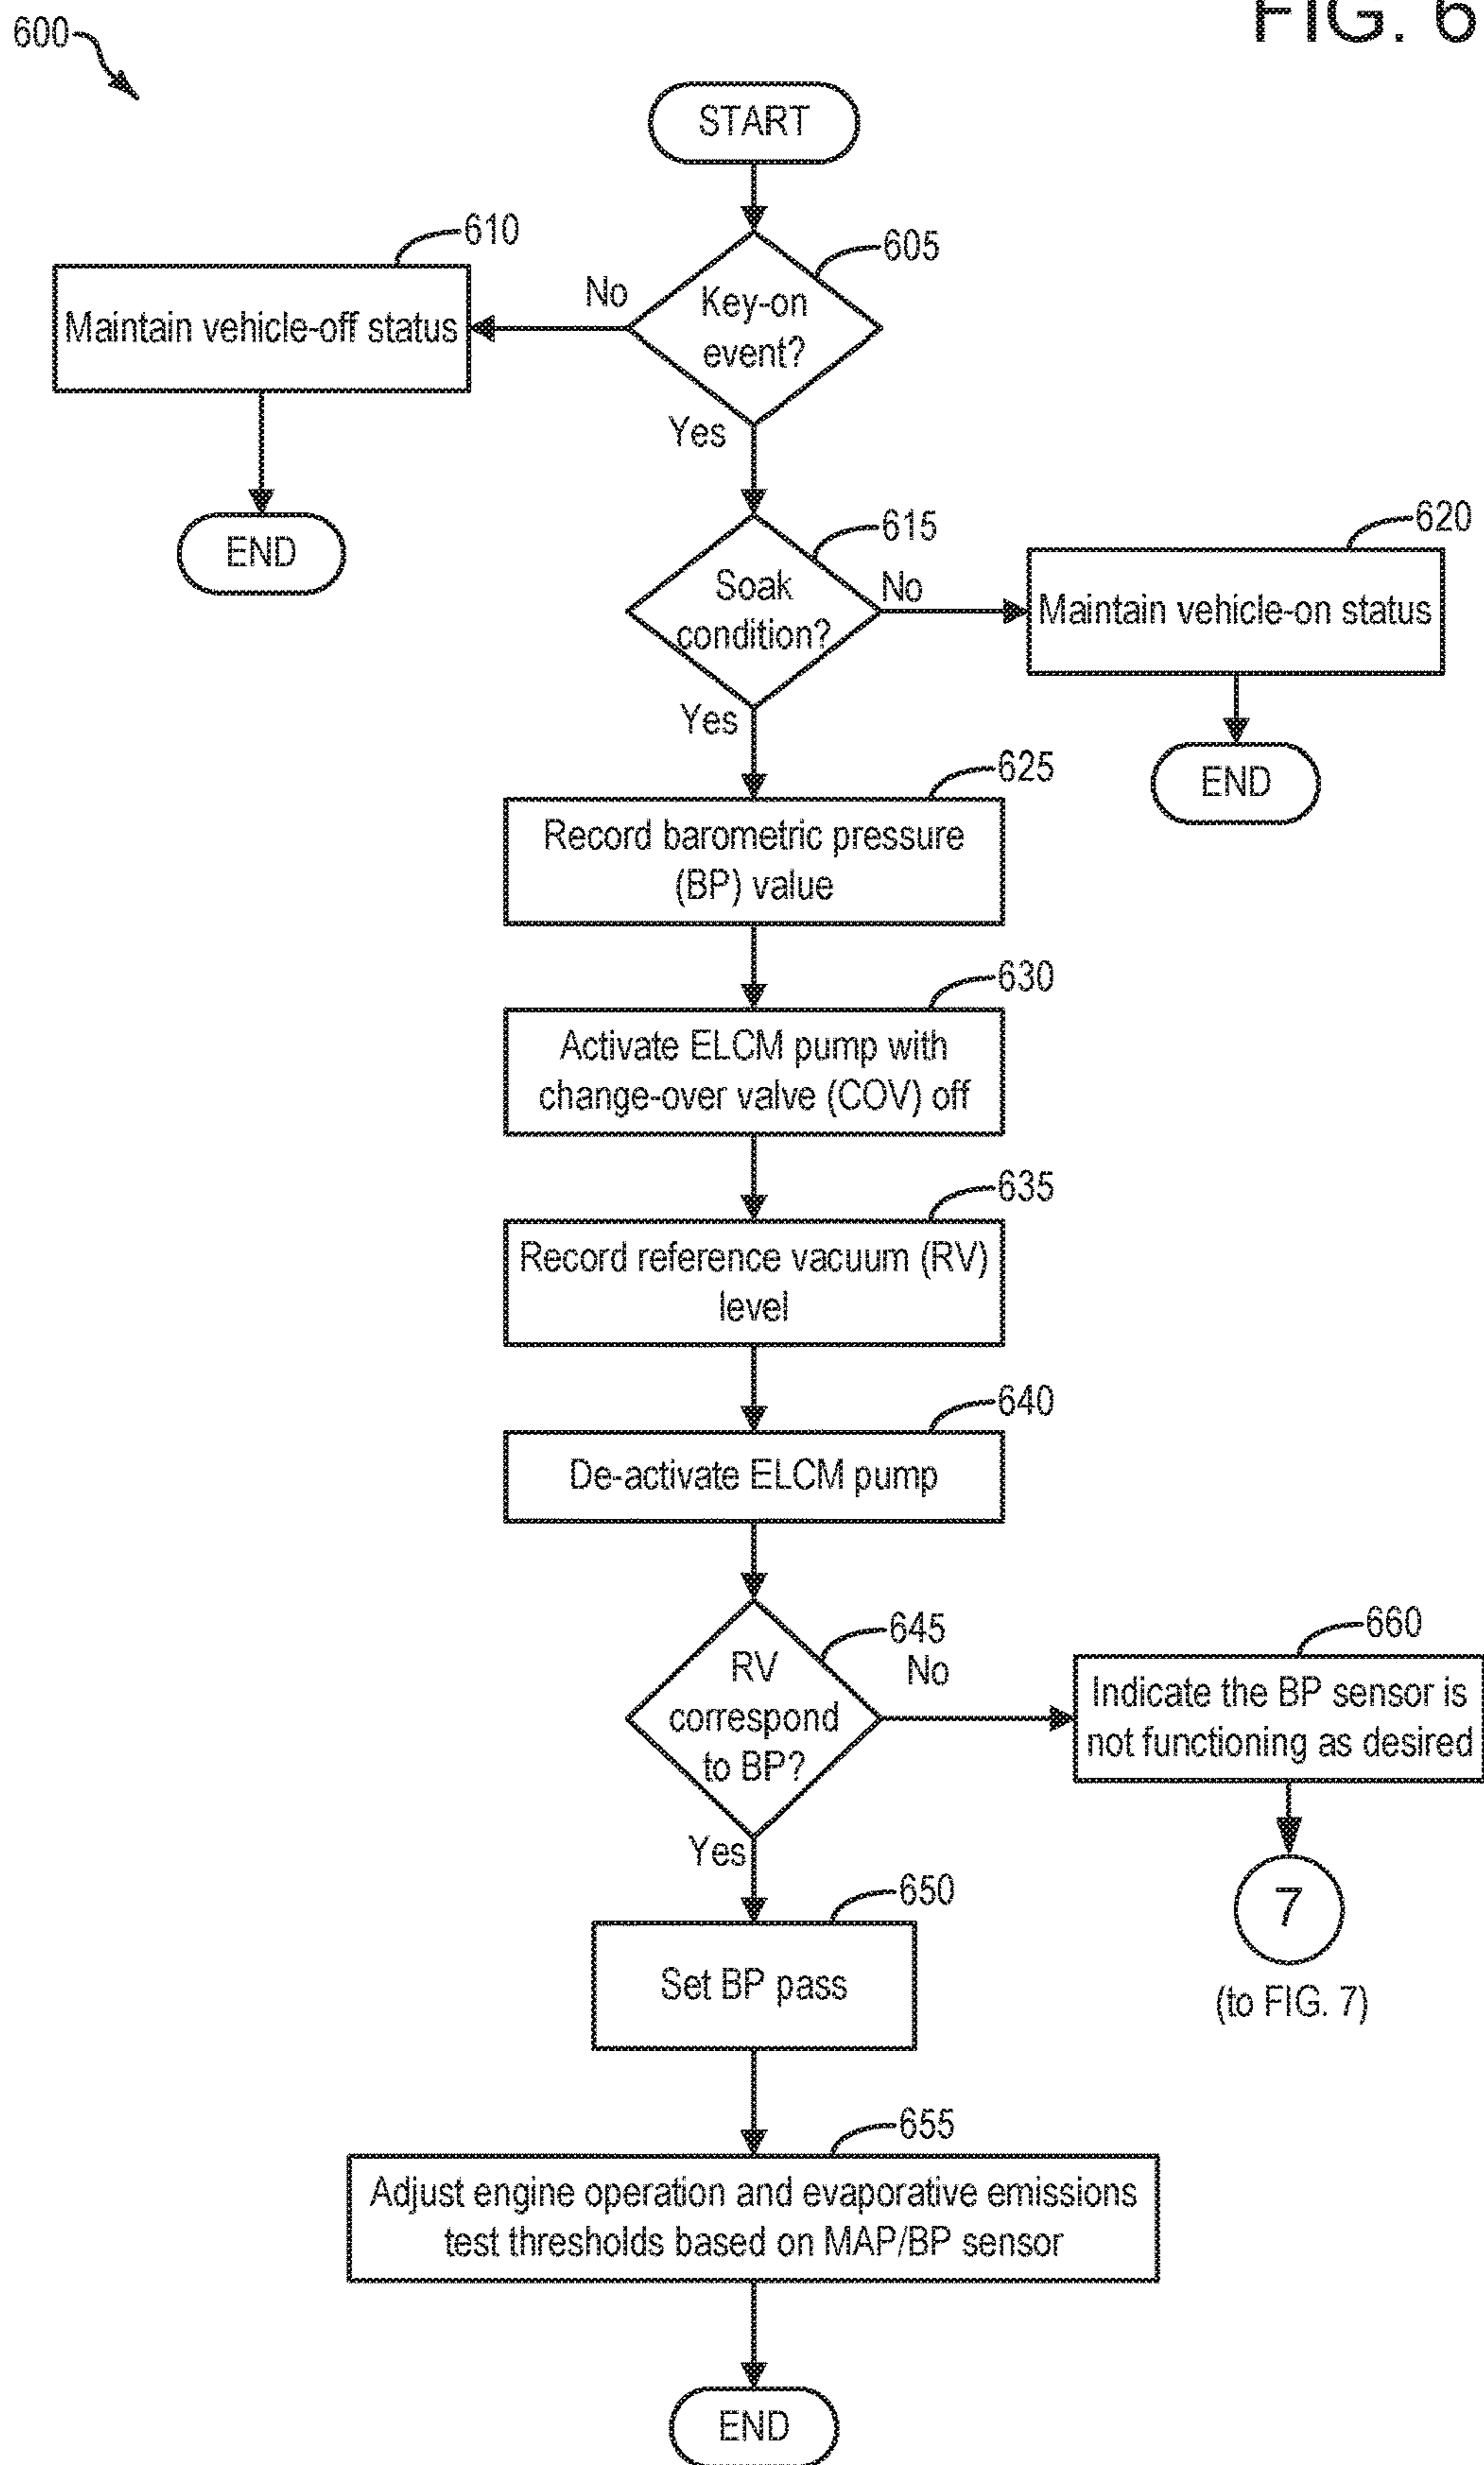 FIG. 6
600
START
610
605
No
Key-on
event?
Maintain vehicle-off status
Yes
END
615
620
Soak
condition?
No
Maintain vehicle-on status
Yes
END
625
Record barometric pressure
(BP) value
630
Activate ELCM pump with
change-over valve (COV) off
635
Record reference vacuum (RV)
level
640
De-activate ELCM pump
645
660
RV
correspond
to BP?
No
Indicate the BP sensor is
not functioning as desired
Yes
7
(to FIG. 7)
650
Set BP pass
655
Adjust engine operation and evaporative emissions
test thresholds based on MAP/BP sensor
END